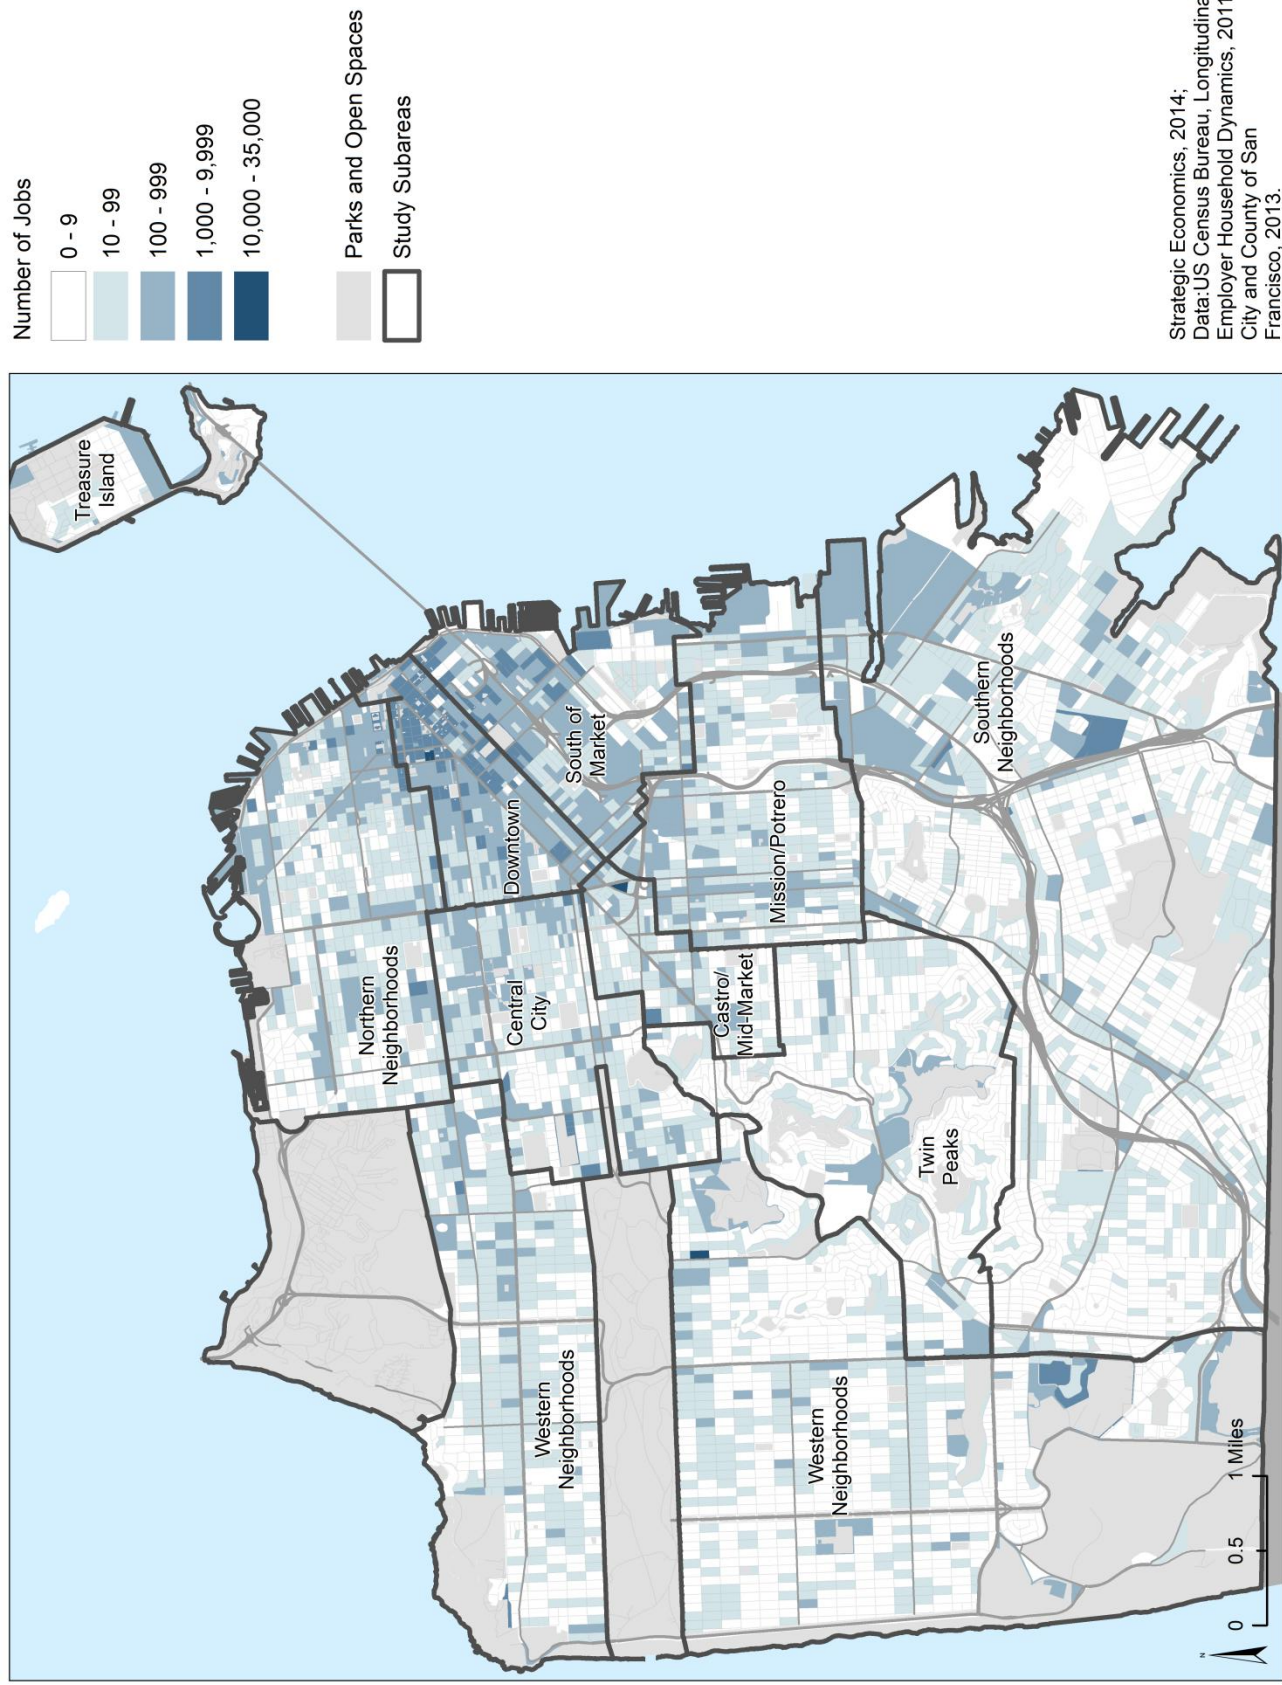 Number of Jobs
0 - 9
10 - 99
100 - 999
1,000 - 9,999
10,000 - 35,000
Parks and Open Spaces
Study Subareas
Treasure
Island
Northern
Neighborhoods
Downtown
South of
Market
Central
City
Castro/
Mid-Market
Mission/Potrero
Southern
Neighborhoods
Twin
Peaks
Western
Neighborhoods
Western
Neighborhoods
N
0
0.5
1 Miles
Strategic Economics, 2014;
Data:US Census Bureau, Longitudina
Employer Household Dynamics, 2011
City and County of San
Francisco, 2013.